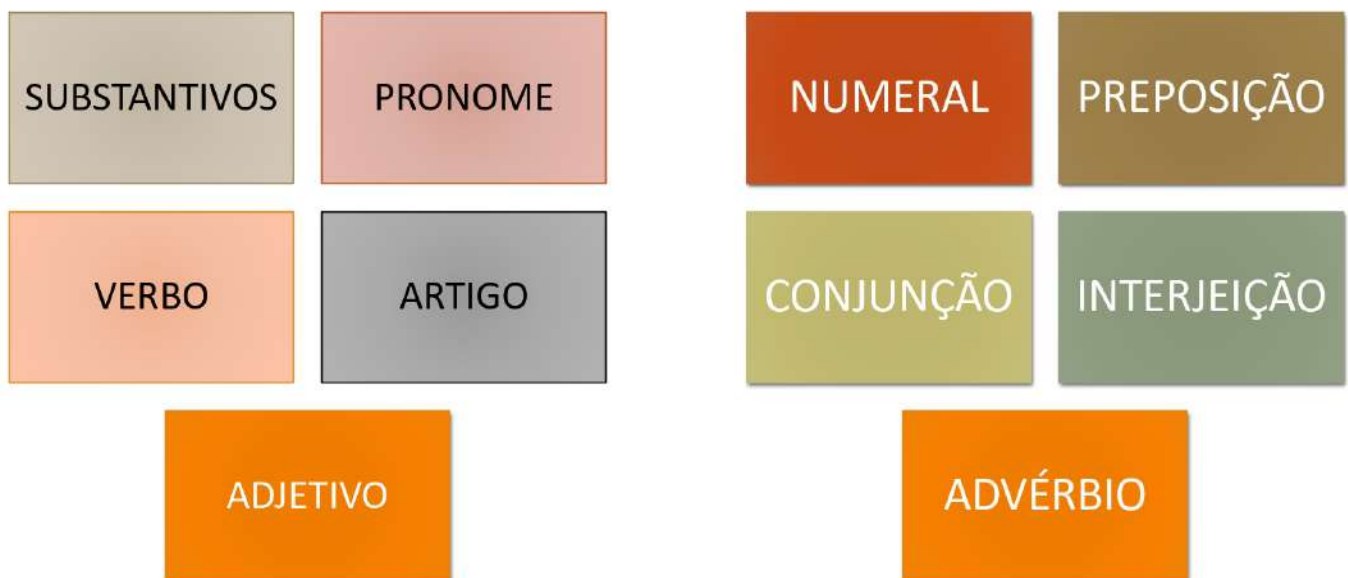 SUBSTANTIVOS
PRONOME
VERBO
ARTIGO
ADJETIVO
NUMERAL
PREPOSIÇÃO
CONJUNÇÃO
INTERJEIÇÃO
ADVÉRBIO